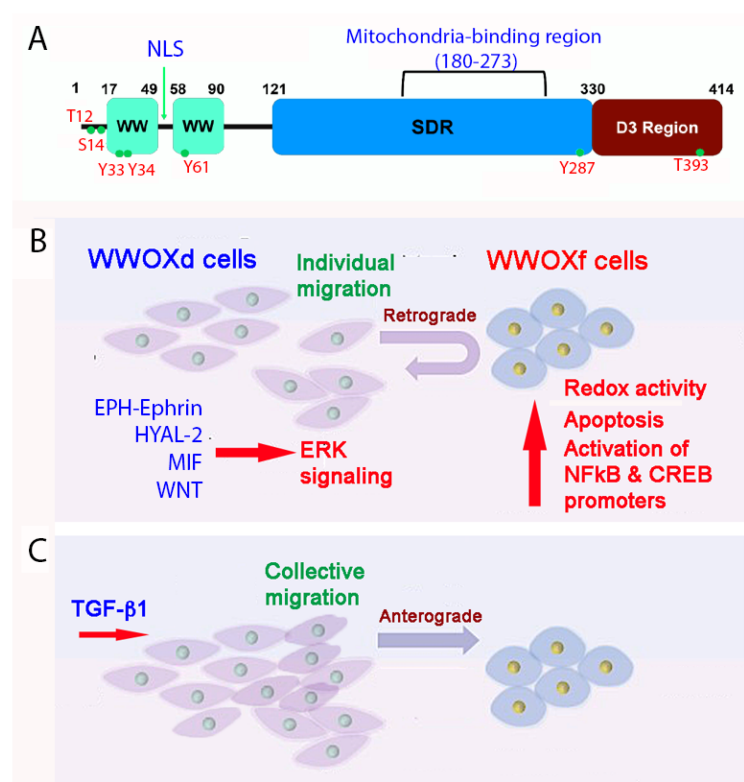 A
NLS
Mitochondria-binding region
(180-273)
1 17 49 58 90 121 330 414
T12
WW WW SDR D3 Region
S14
Y33 Y34 Y61 Y287 T393
B
WWOXd cells
Individual
migration
WWOXf cells
Retrograde
EPH-Ephrin
HYAL-2
MIF
WNT
ERK
signaling
Redox activity
Apoptosis
Activation of
NFkB & CREB
promoters
C
TGF-β1
Collective
migration
Anterograde